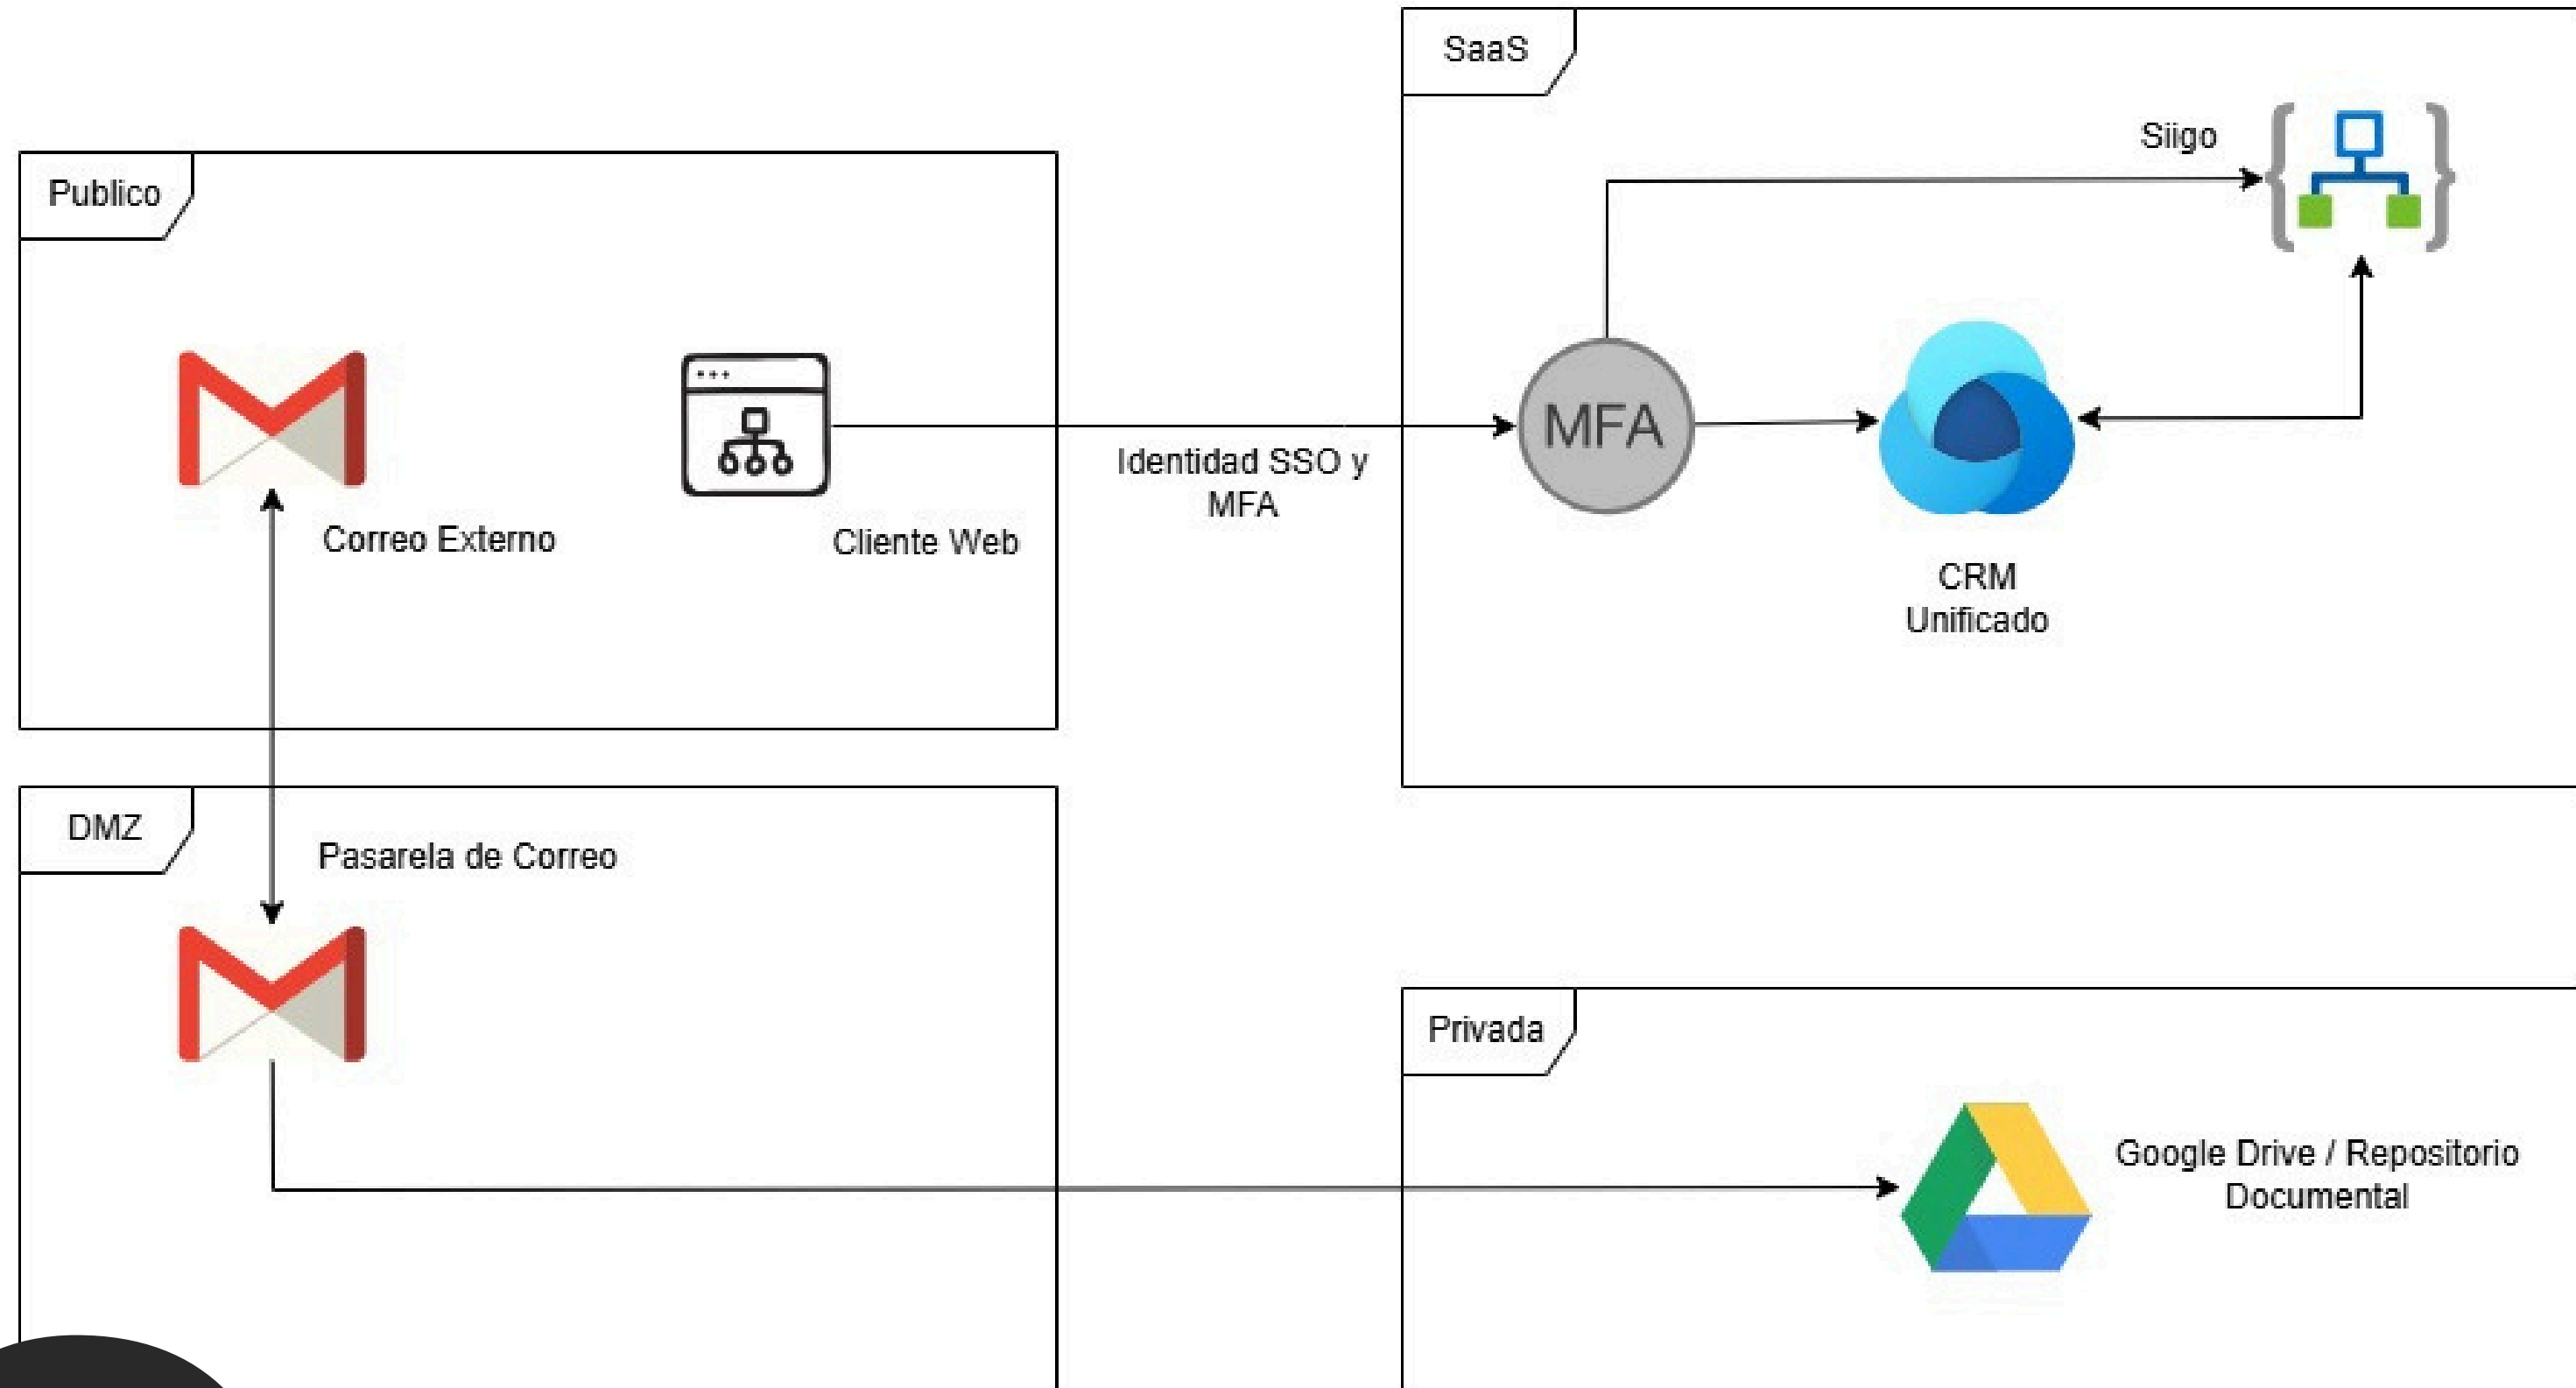 SaaS
Siigo
Publico
MFA
Identidad SSO y
MFA
Correo Externo
Cliente Web
CRM
Unificado
DMZ
Pasarela de Correo
Privada
Google Drive / Repositorio
Documental